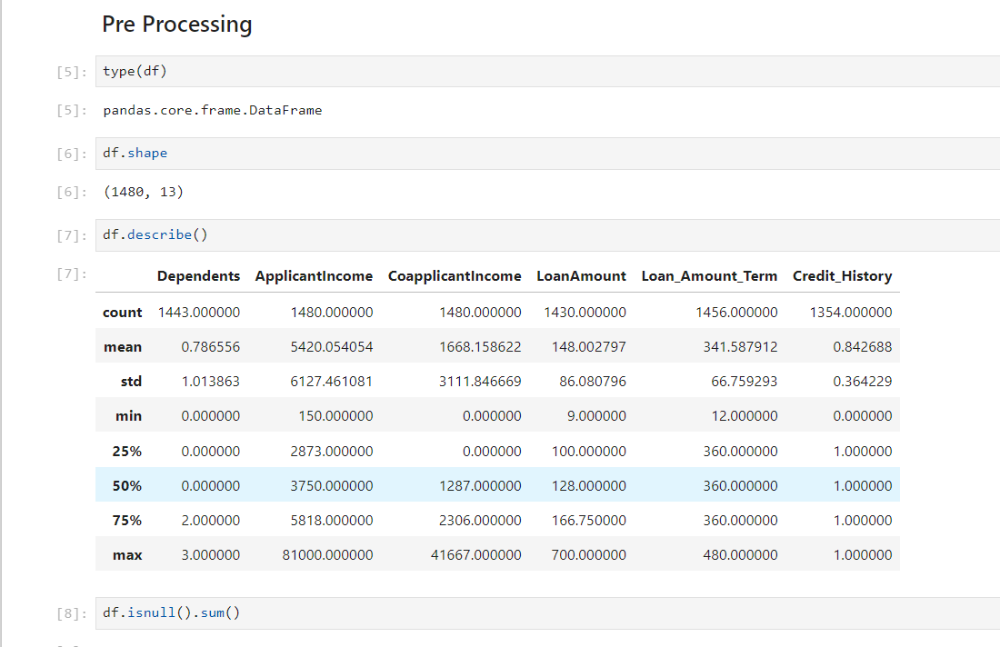 Pre Processing
[5]: type(df)
[5]: pandas.core.frame.DataFrame
[6]: df.shape
[6]: (1480, 13)
[7]: df.describe()
[7]: Dependents ApplicantIncome CoapplicantIncome LoanAmount Loan_Amount_Term Credit_History
count 1443.000000 1480.000000 1480.000000 1430.000000 1456.000000 1354.000000
mean 0.786556 5420.054054 1668.158622 148.002797 341.587912 0.842688
std 1.013863 6127.461081 3111.846669 86.080796 66.759293 0.364229
min 0.000000 150.000000 0.000000 9.000000 12.000000 0.000000
25% 0.000000 2873.000000 0.000000 100.000000 360.000000 1.000000
50% 0.000000 3750.000000 1287.000000 128.000000 360.000000 1.000000
75% 2.000000 5818.000000 2306.000000 166.750000 360.000000 1.000000
max 3.000000 81000.000000 41667.000000 700.000000 480.000000 1.000000
[8]: df.isnull().sum()